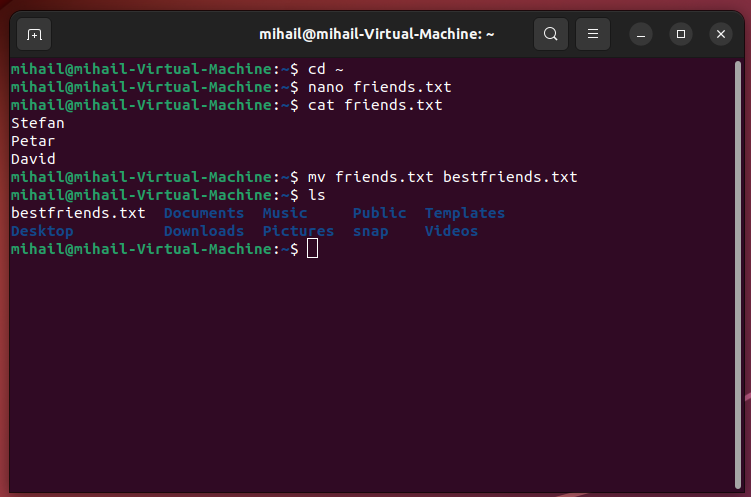 mihail@mihail-Virtual-Machine: ~
mihail@mihail-Virtual-Machine:~$ cd ~
mihail@mihail-Virtual-Machine:~$ nano friends.txt
mihail@mihail-Virtual-Machine:~$ cat friends.txt
Stefan
Petar
David
mihail@mihail-Virtual-Machine:~$ mv friends.txt bestfriends.txt
mihail@mihail-Virtual-Machine:~$ ls
bestfriends.txt  Documents  Music     Public  Templates
Desktop          Downloads  Pictures  snap    Videos
mihail@mihail-Virtual-Machine:~$